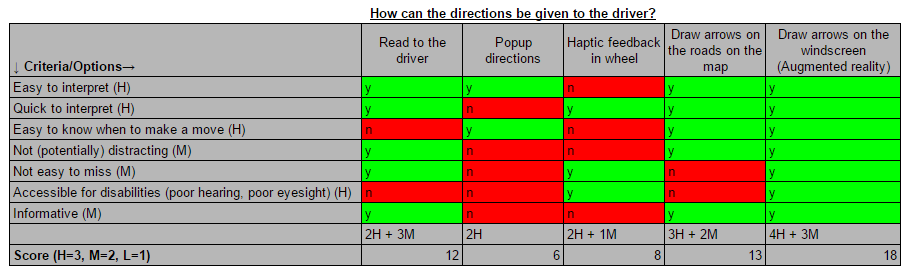 How can the directions be given to the driver?
↓ Criteria/Options→ Read to the driver Popup directions Haptic feedback in wheel Draw arrows on the roads on the map Draw arrows on the windscreen (Augmented reality)
Easy to interpret (H) y y n y y
Quick to interpret (H) y n y y y
Easy to know when to make a move (H) n y n y y
Not (potentially) distracting (M) y n n y y
Not easy to miss (M) y n y n y
Accessible for disabilities (poor hearing, poor eyesight) (H) n n y n y
Informative (M) y n n y y
2H + 3M 2H 2H + 1M 3H + 2M 4H + 3M
Score (H=3, M=2, L=1) 12 6 8 13 18